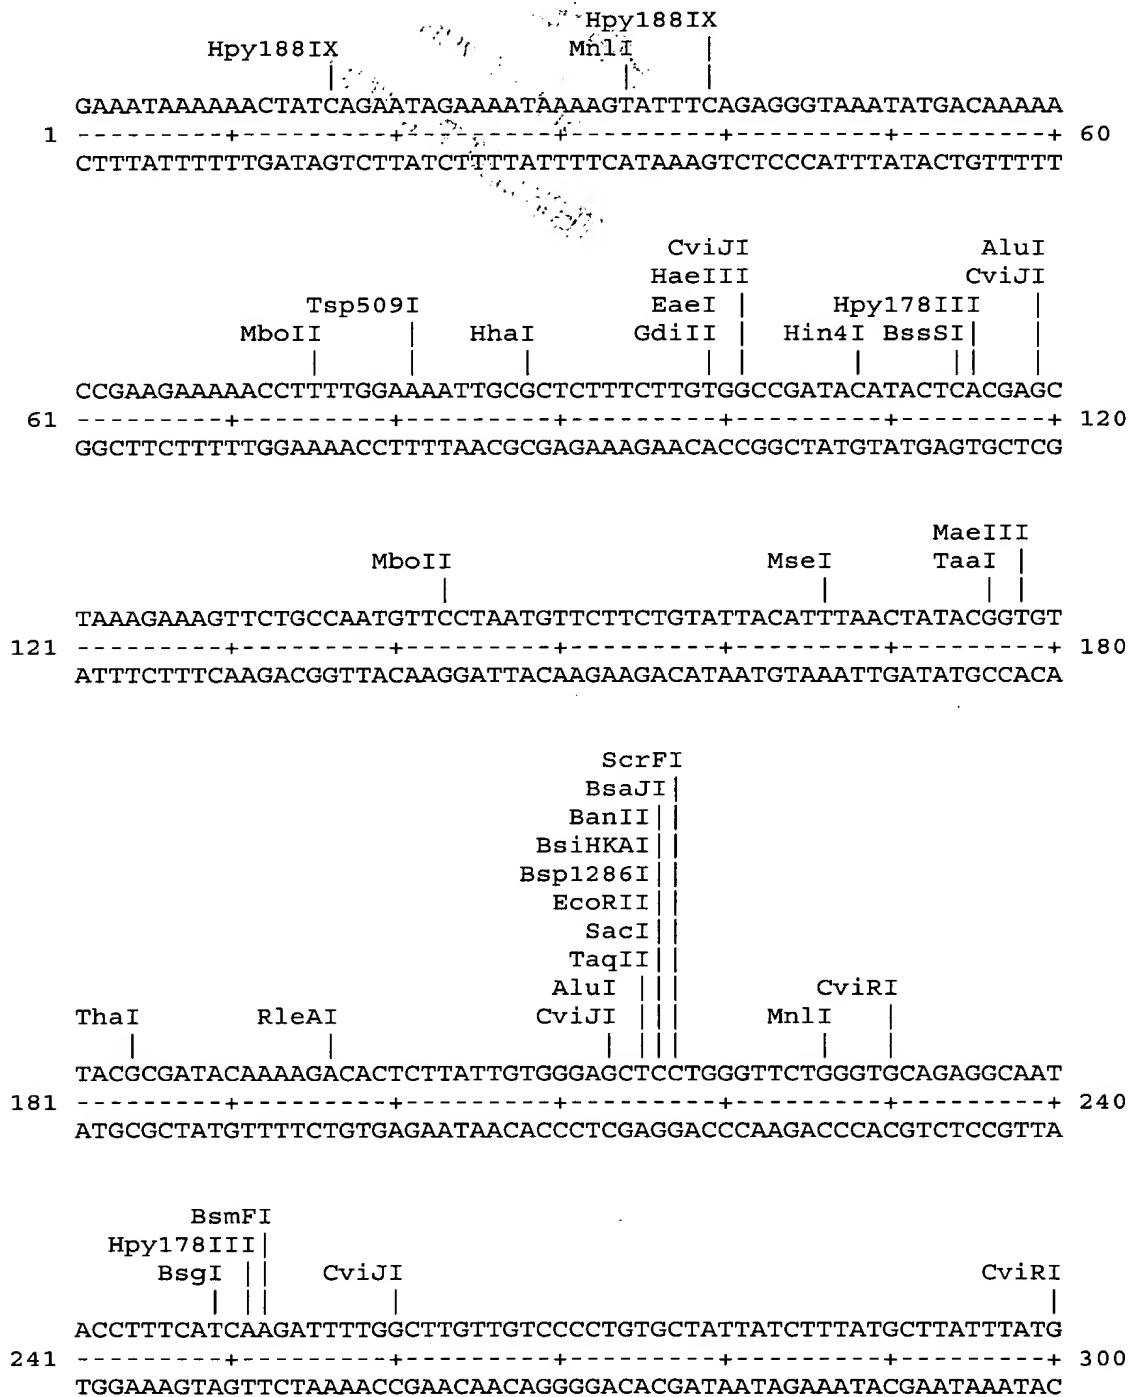 Hpy188IX
Hpy188IX MnlI
GAAATAAAAAACTATCAGAATAGAAAATAAAAGTATTTCAGAGGGTAAATATGACAAAAA
1 ---------+---------+---------+---------+---------+---------+ 60
CTTTATTTTTTGATAGTCTTATCTTTTATTTTCATAAAGTCTCCCATTTATACTGTTTTT
CviJI AluI
HaeIII CviJI
Tsp509I EaeI Hpy178III
MboII HhaI GdiII Hin4I BssSI
CCGAAGAAAAACCTTTTGGAAAATTGCGCTCTTTCTTGTGGCCGATACATACTCACGAGC
61 ---------+---------+---------+---------+---------+---------+ 120
GGCTTCTTTTTGGAAAACCTTTTAACGCGAGAAAGAACACCGGCTATGTATGAGTGCTCG
MaeIII
MboII MseI TaaI
TAAAGAAAGTTCTGCCAATGTTCCTAATGTTCTTCTGTATTACATTTAACTATACGGTGT
121 ---------+---------+---------+---------+---------+---------+ 180
ATTTCTTTCAAGACGGTTACAAGGATTACAAGAAGACATAATGTAAATTGATATGCCACA
ScrFI
BsaJI
BanII
BsiHKAI
Bsp1286I
EcoRII
SacI
TaqII
AluI CviRI
ThaI RleAI CviJI MnlI
TACGCGATACAAAAGACACTCTTATTGTGGGAGCTCCTGGGTTCTGGGTGCAGAGGCAAT
181 ---------+---------+---------+---------+---------+---------+ 240
ATGCGCTATGTTTTCTGTGAGAATAACACCCTCGAGGACCCAAGACCCACGTCTCCGTTA
BsmFI
Hpy178III
BsgI CviJI CviRI
ACCTTTCATCAAGATTTTGGCTTGTTGTCCCCTGTGCTATTATCTTTATGCTTATTTATG
241 ---------+---------+---------+---------+---------+---------+ 300
TGGAAAGTAGTTCTAAAACCGAACAACAGGGGACACGATAATAGAAATACGAATAAATAC